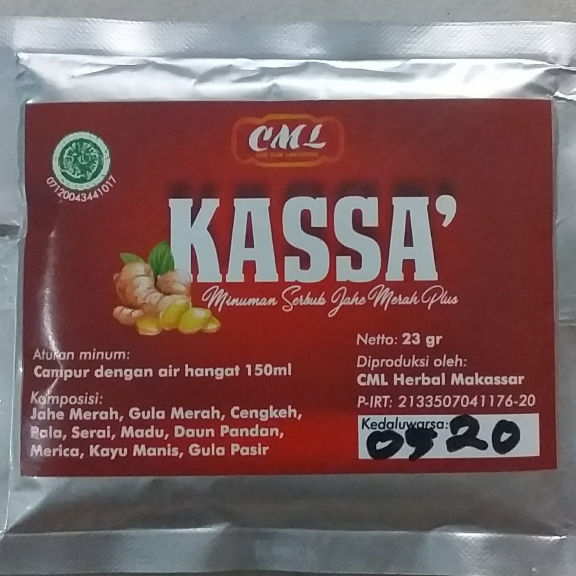 CML
07120043441017
KASSA’
Minuman Serbuk Jahe Merah Plus
Aturan minum:
Campur dengan air hangat 150ml
Komposisi:
Jahe Merah, Gula Merah, Cengkeh,
Pala, Serai, Madu, Daun Pandan,
Merica, Kayu Manis, Gula Pasir
Netto: 23 gr
Diproduksi oleh:
CML Herbal Makassar
P-IRT: 2133507041176-20
Kedaluwarsa:
05 20